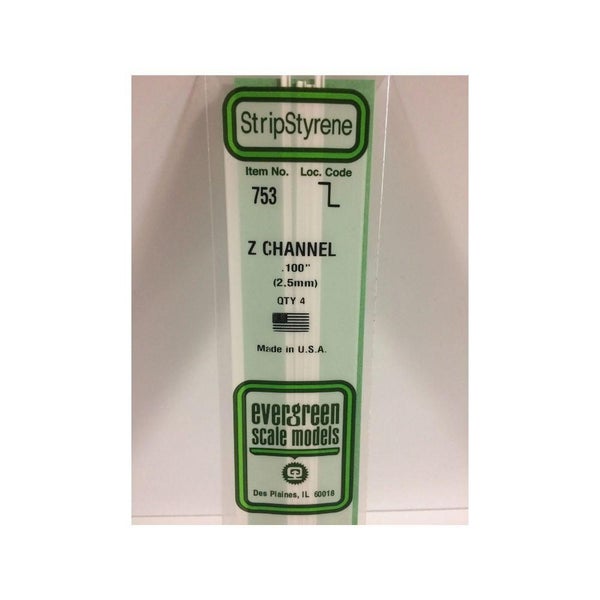 StripStyrene
Item No. Loc. Code
753
Z CHANNEL
.100"
(2.5mm)
QTY 4
Made in U.S.A.
evergreen
scale models
Des Plaines, IL 60018